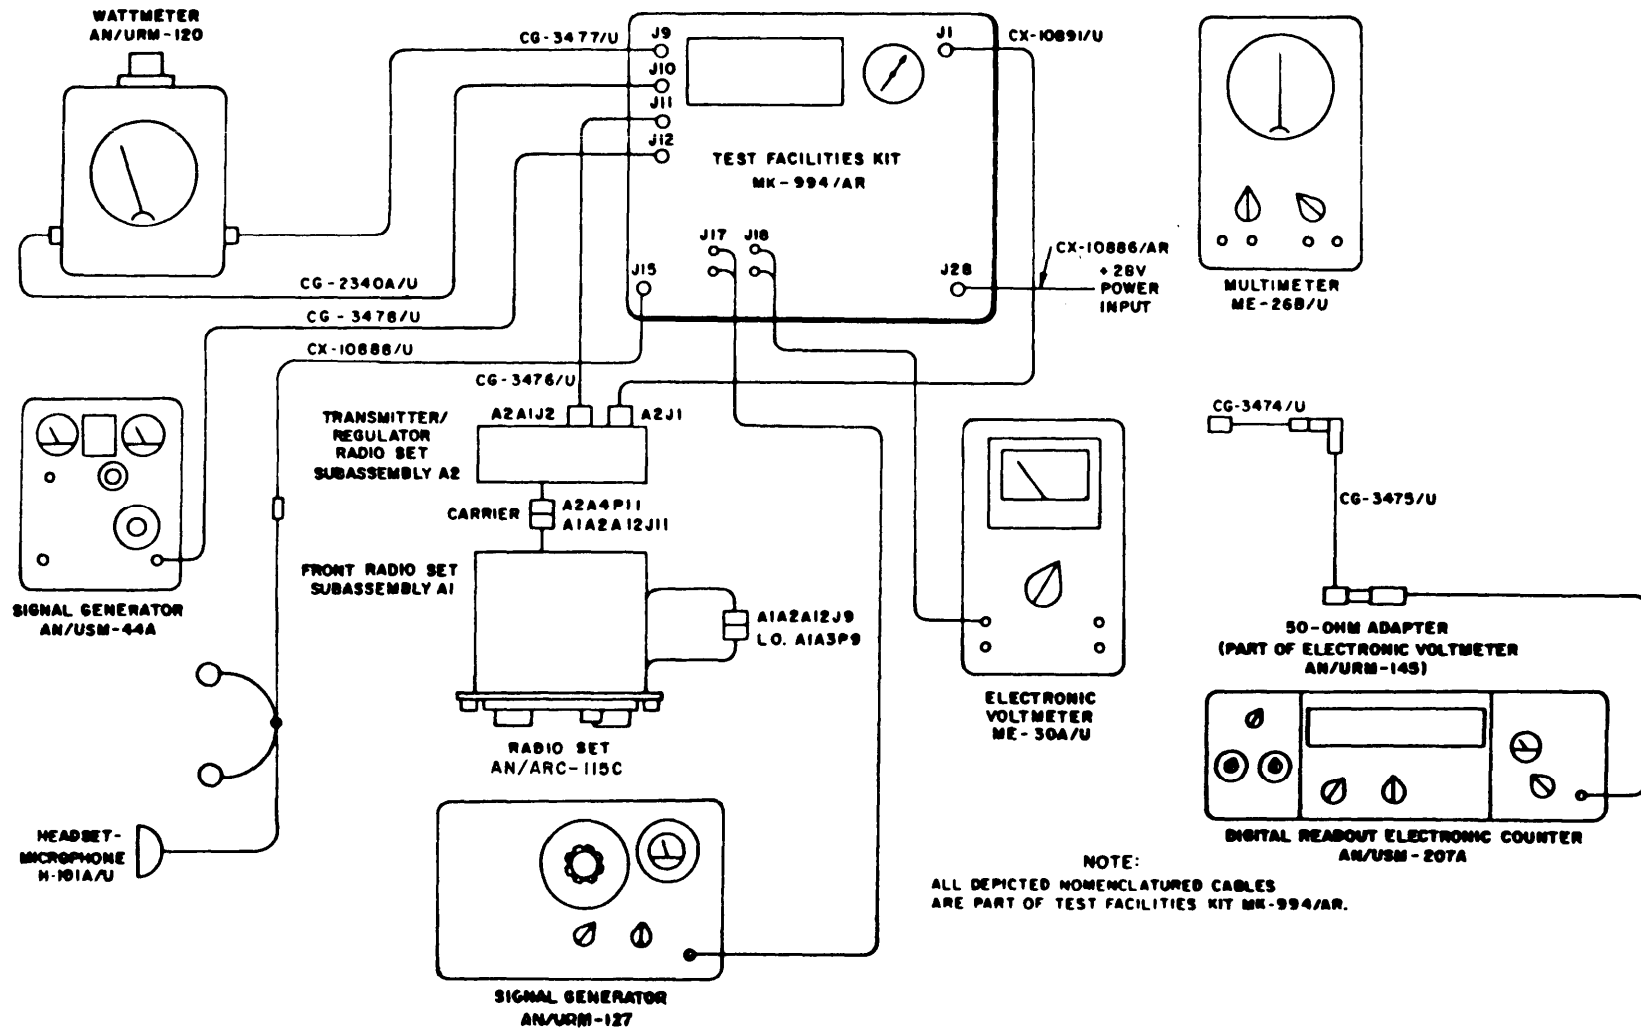 WATTMETER
AN/URM-120
CG-3477/U
J9
J10
J11
J12
J1
CX-10891/U
TEST FACILITIES KIT
MK-994/AR
J17
J18
J15
J28
CX-10886/AR
+28V
POWER
INPUT
MULTIMETER
ME-26B/U
CG-2340A/U
CG-3478/U
CX-10888/U
CG-3476/U
A2A1J2
A2J1
TRANSMITTER/
REGULATOR
RADIO SET
SUBASSEMBLY A2
CARRIER
A2A4P11
A1A2A12J11
FRONT RADIO SET
SUBASSEMBLY A1
A1A2A12J9
L.O. A1A3P9
RADIO SET
AN/ARC-115C
SIGNAL GENERATOR
AN/USM-44A
HEADSET-
MICROPHONE
H-101A/U
ELECTRONIC
VOLTMETER
ME-30A/U
CG-3474/U
CG-3475/U
50-OHM ADAPTER
(PART OF ELECTRONIC VOLTMETER
AN/URM-145)
DIGITAL READOUT ELECTRONIC COUNTER
AN/USM-207A
SIGNAL GENERATOR
AN/URM-127
NOTE:
ALL DEPICTED NOMENCLATURED CABLES
ARE PART OF TEST FACILITIES KIT MK-994/AR.